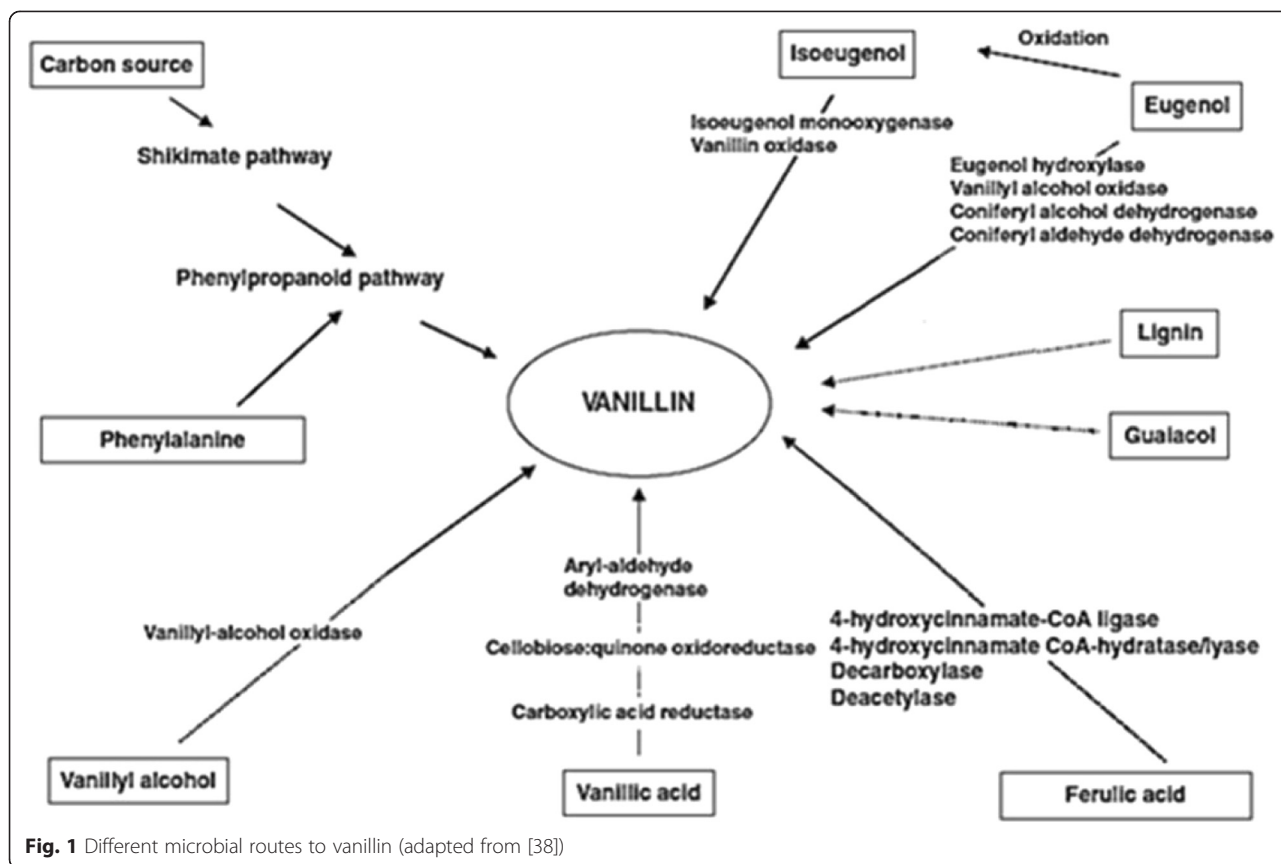 Carbon source
Shikimate pathway
Phenylpropanoid pathway
Phenylalanine
Isoeugenol
Oxidation
Eugenol
Isoeugenol monooxygenase
Vanillin oxidase
Eugenol hydroxylase
Vanillyl alcohol oxidase
Coniferyl alcohol dehydrogenase
Coniferyl aldehyde dehydrogenase
Lignin
Guaiacol
VANILLIN
Vanillyl-alcohol oxidase
Vanillyl alcohol
Aryl-aldehyde
dehydrogenase
Cellobiose:quinone oxidoreductase
Carboxylic acid reductase
Vanillic acid
4-hydroxycinnamate-CoA ligase
4-hydroxycinnamate CoA-hydratase/lyase
Decarboxylase
Deacetylase
Ferulic acid
Fig. 1 Different microbial routes to vanillin (adapted from [38])